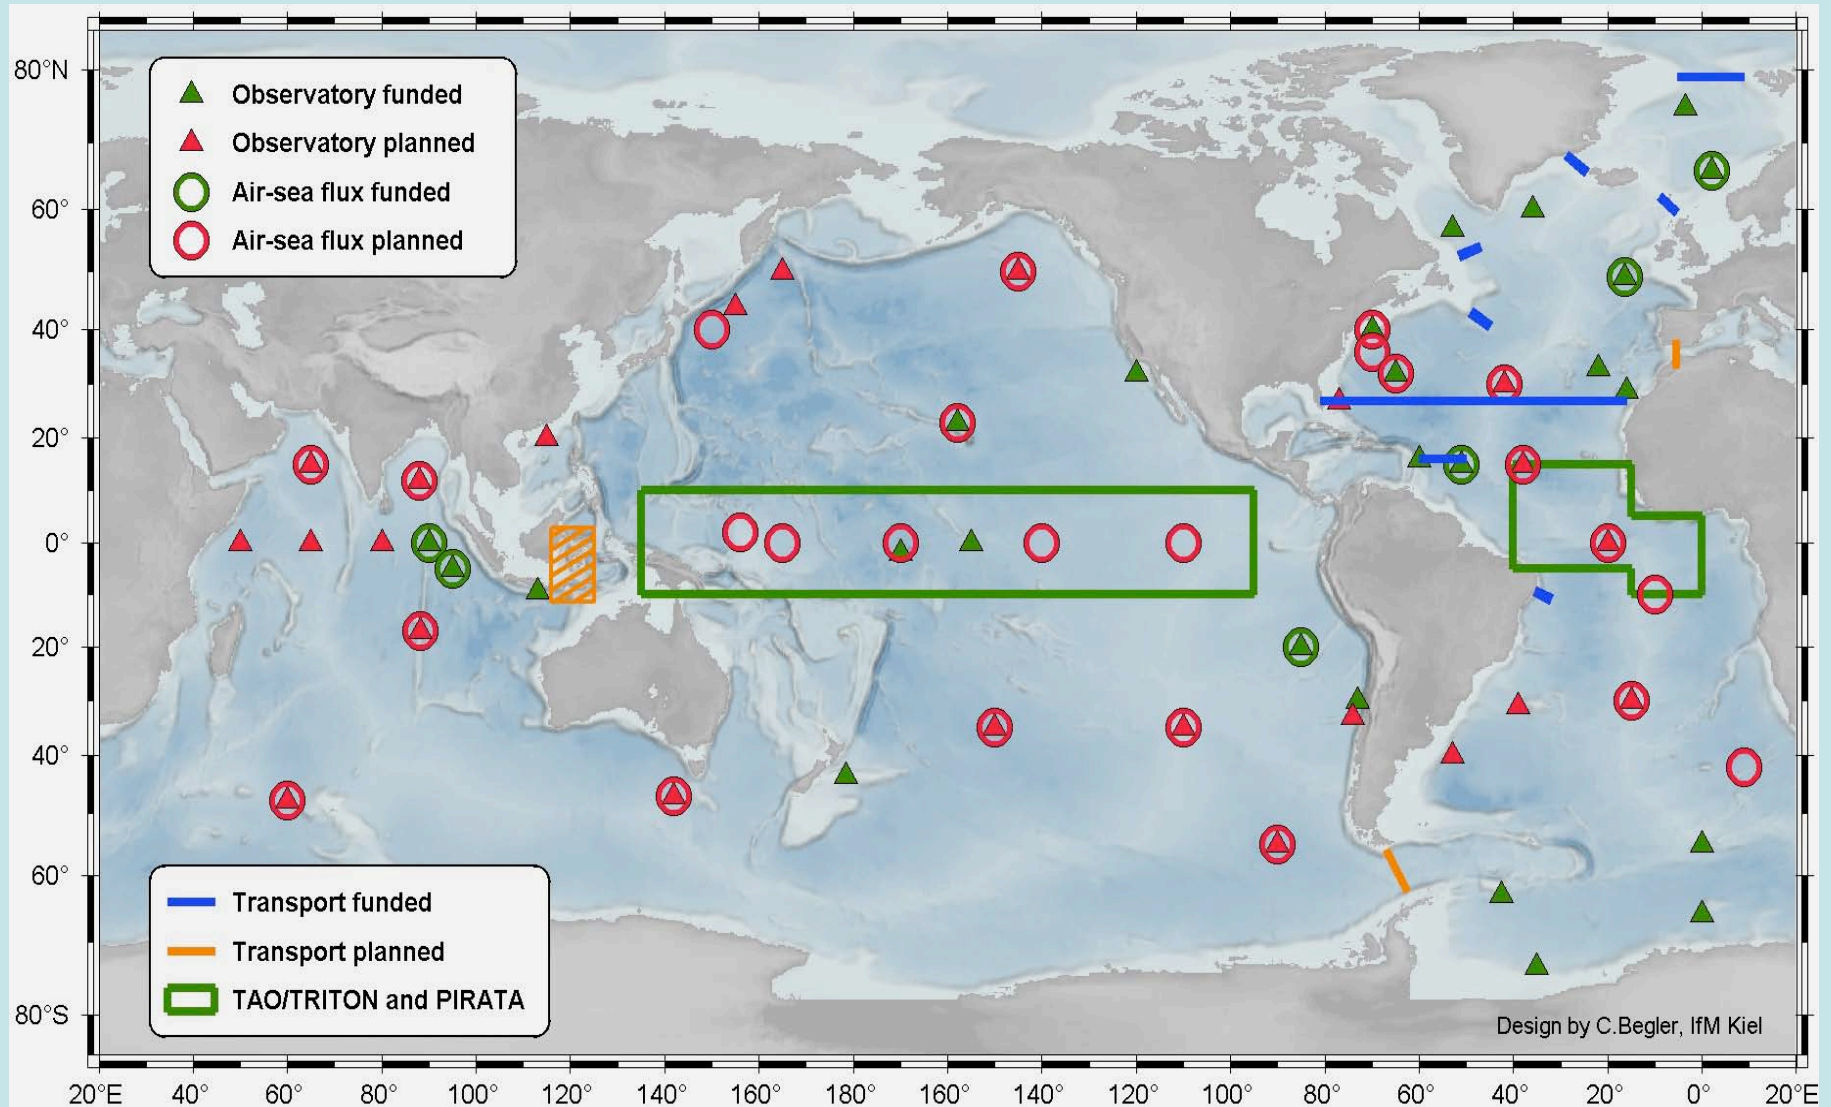 80°N
60°
40°
20°
0°
20°
40°
60°
80°S
Observatory funded
Observatory planned
Air-sea flux funded
Air-sea flux planned
Transport funded
Transport planned
TAO/TRITON and PIRATA
Design by C.Begler, IfM Kiel
20°E 40° 60° 80° 100° 120° 140° 160° 180° 160° 140° 120° 100° 80° 60° 40° 20° 0° 20°E